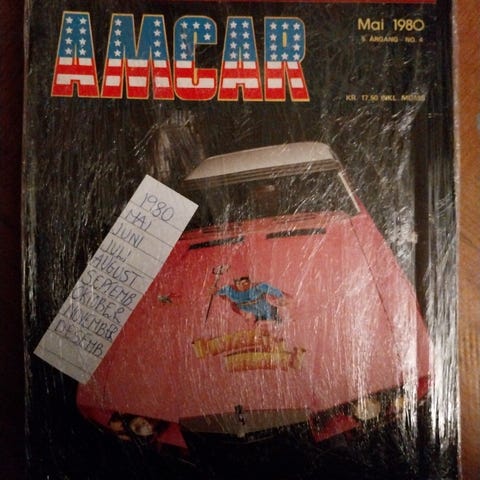 AMCAR
Mai 1980
5. ÅRGANG - NO. 4
KR. 17.50 INKL. MOMS
1980
MAI
JUNI
JULI
AUGUST
SEPTEMB.
OKTOBER
NOVEMBER
DESEMB.